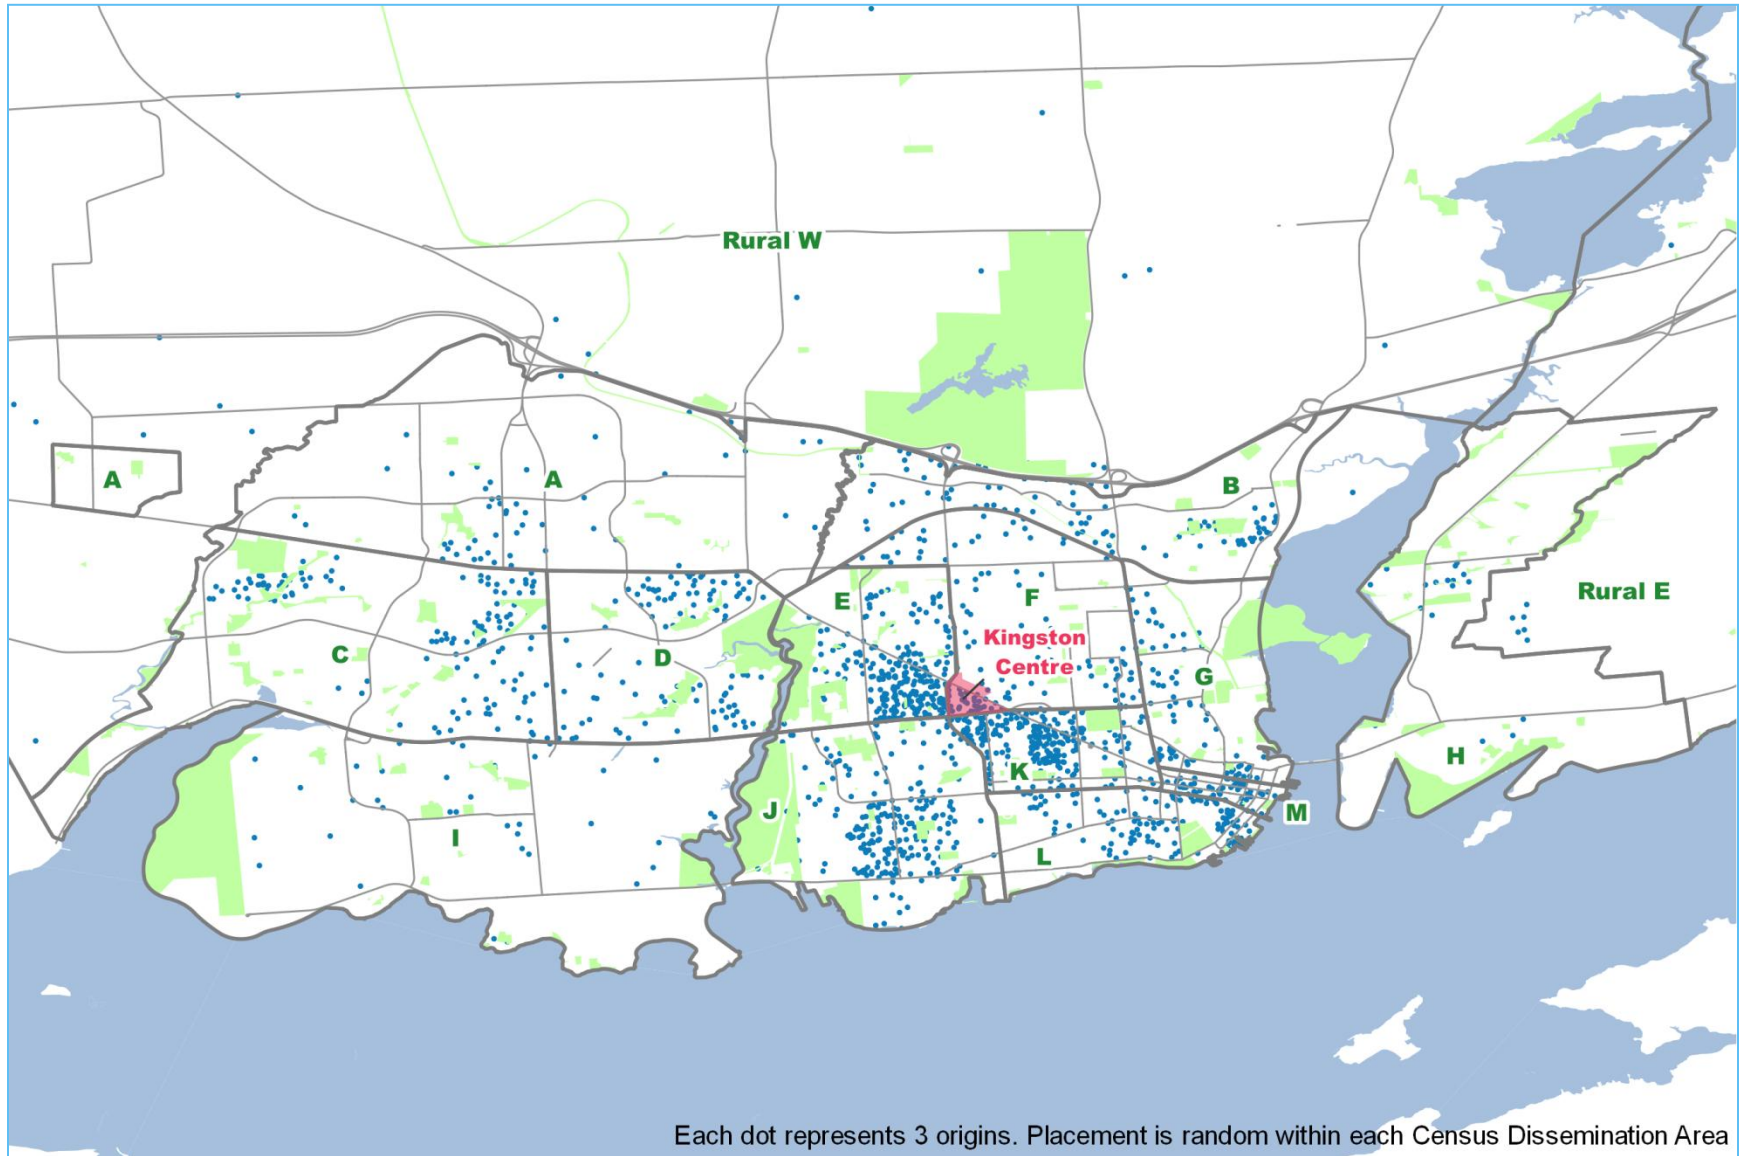 Rural W
A
A
B
Rural E
E
F
Kingston
Centre
C
D
G
K
H
J
M
I
L
Each dot represents 3 origins. Placement is random within each Census Dissemination Area